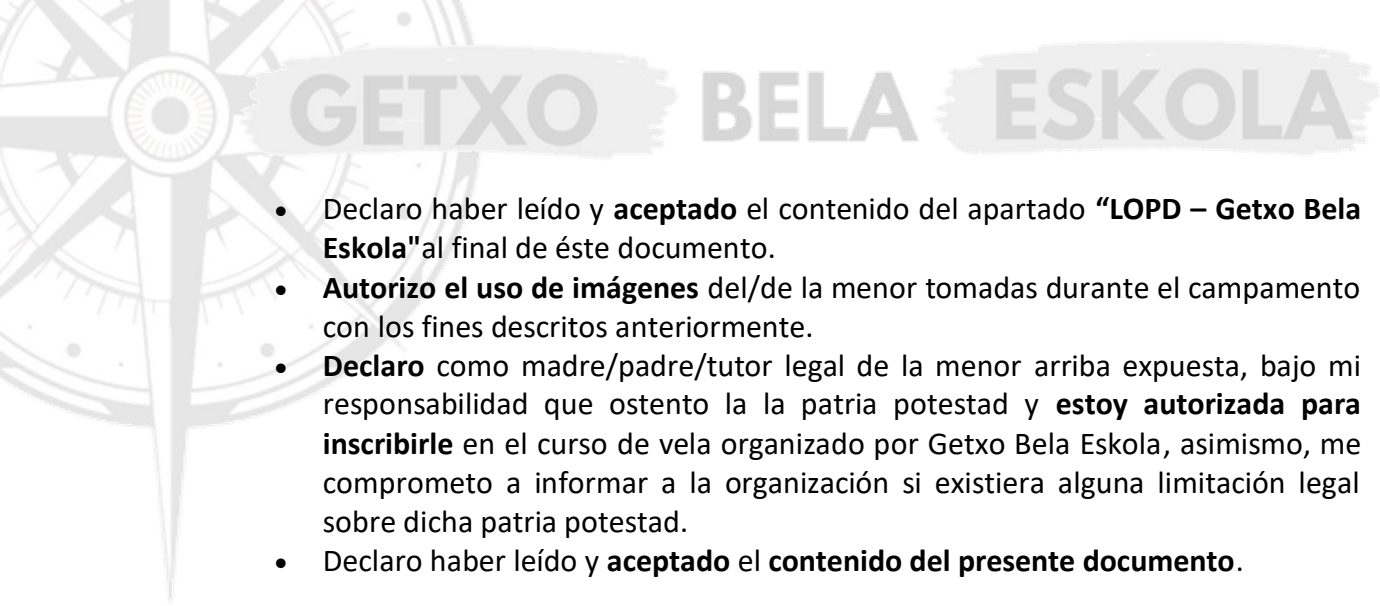 GETXO BELA ESKOLA
• Declaro haber leído y aceptado el contenido del apartado “LOPD – Getxo Bela
Eskola"al final de éste documento.
• Autorizo el uso de imágenes del/de la menor tomadas durante el campamento
con los fines descritos anteriormente.
• Declaro como madre/padre/tutor legal de la menor arriba expuesta, bajo mi
responsabilidad que ostento la la patria potestad y estoy autorizada para
inscribirle en el curso de vela organizado por Getxo Bela Eskola, asimismo, me
comprometo a informar a la organización si existiera alguna limitación legal
sobre dicha patria potestad.
• Declaro haber leído y aceptado el contenido del presente documento.